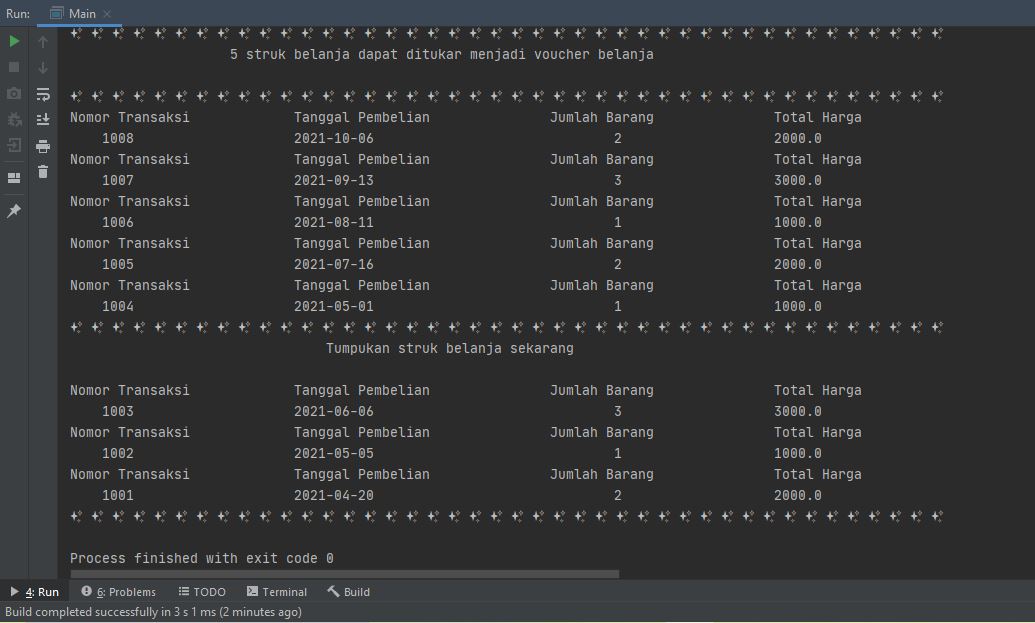 Run: Main
5 struk belanja dapat ditukar menjadi voucher belanja
Nomor Transaksi Tanggal Pembelian Jumlah Barang Total Harga
1008 2021-10-06 2 2000.0
Nomor Transaksi Tanggal Pembelian Jumlah Barang Total Harga
1007 2021-09-13 3 3000.0
Nomor Transaksi Tanggal Pembelian Jumlah Barang Total Harga
1006 2021-08-11 1 1000.0
Nomor Transaksi Tanggal Pembelian Jumlah Barang Total Harga
1005 2021-07-16 2 2000.0
Nomor Transaksi Tanggal Pembelian Jumlah Barang Total Harga
1004 2021-05-01 1 1000.0
Tumpukan struk belanja sekarang
Nomor Transaksi Tanggal Pembelian Jumlah Barang Total Harga
1003 2021-06-06 3 3000.0
Nomor Transaksi Tanggal Pembelian Jumlah Barang Total Harga
1002 2021-05-05 1 1000.0
Nomor Transaksi Tanggal Pembelian Jumlah Barang Total Harga
1001 2021-04-20 2 2000.0
Process finished with exit code 0
4: Run 6: Problems TODO Terminal Build
Build completed successfully in 3 s 1 ms (2 minutes ago)